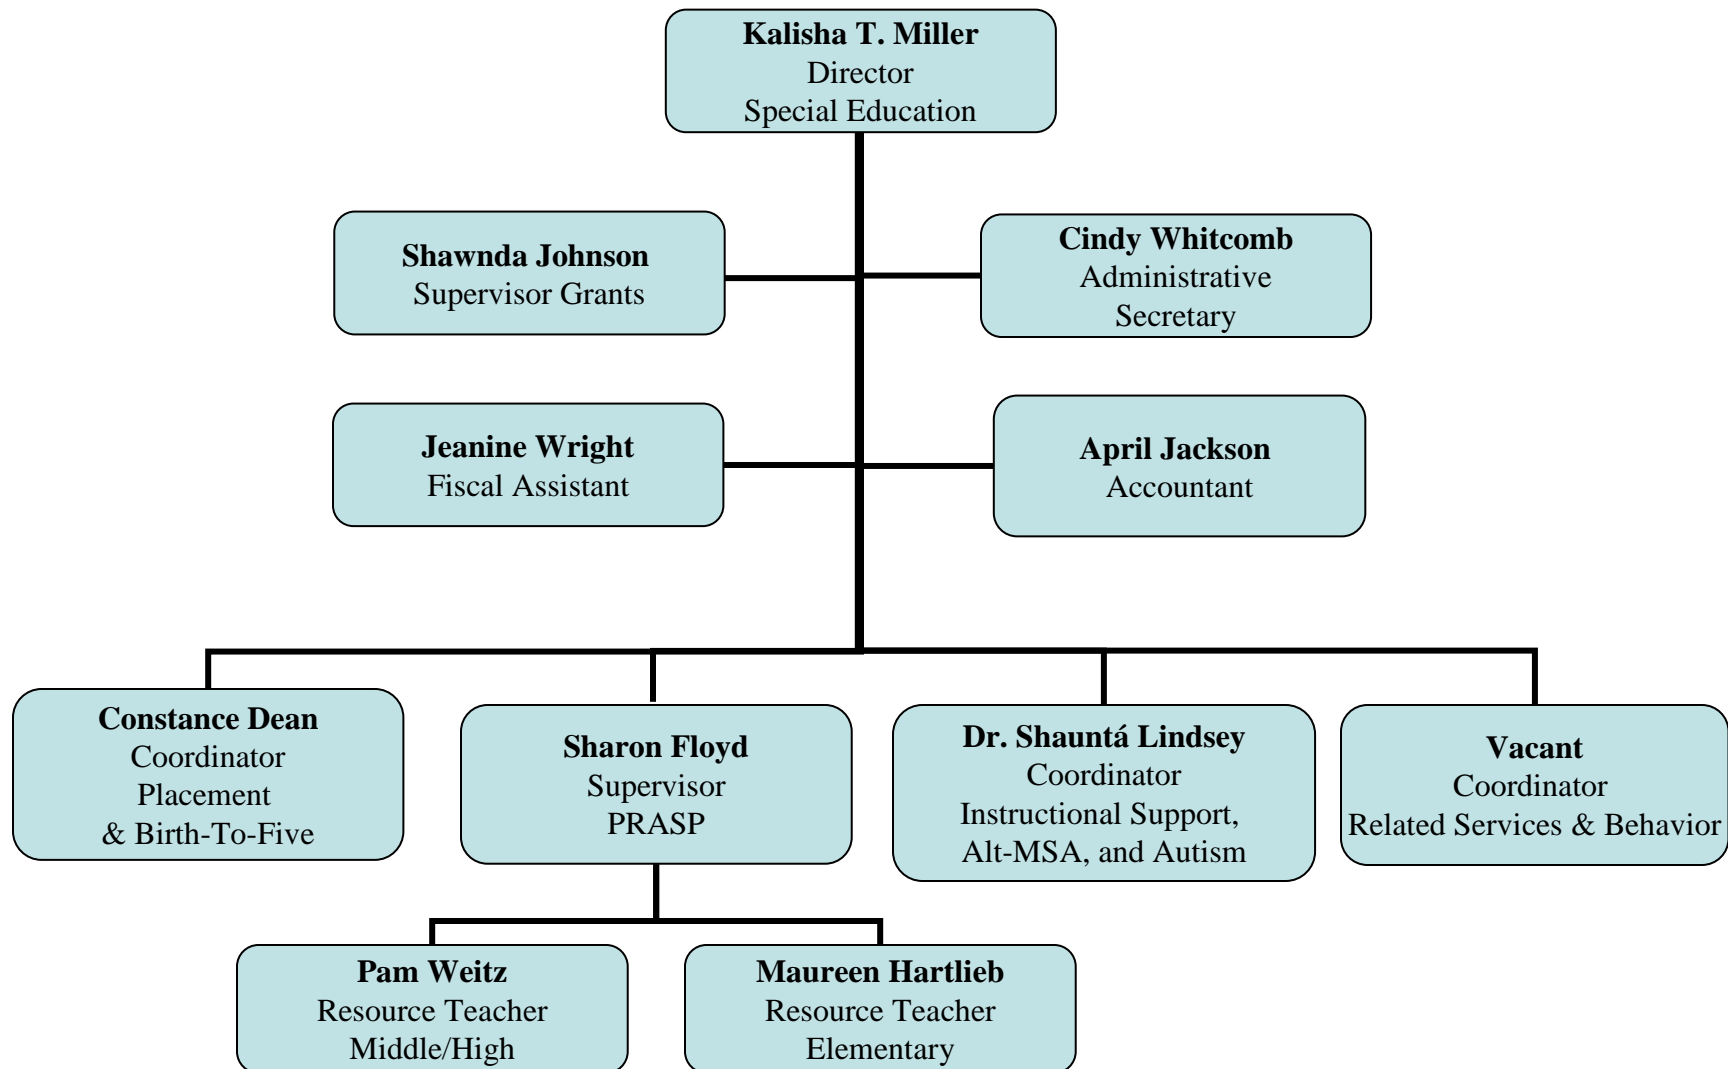 Kalisha T. Miller
Director
Special Education
Shawnda Johnson
Supervisor Grants
Cindy Whitcomb
Administrative
Secretary
Jeanine Wright
Fiscal Assistant
April Jackson
Accountant
Constance Dean
Coordinator
Placement
& Birth-To-Five
Sharon Floyd
Supervisor
PRASP
Dr. Shauntá Lindsey
Coordinator
Instructional Support,
Alt-MSA, and Autism
Vacant
Coordinator
Related Services & Behavior
Pam Weitz
Resource Teacher
Middle/High
Maureen Hartlieb
Resource Teacher
Elementary